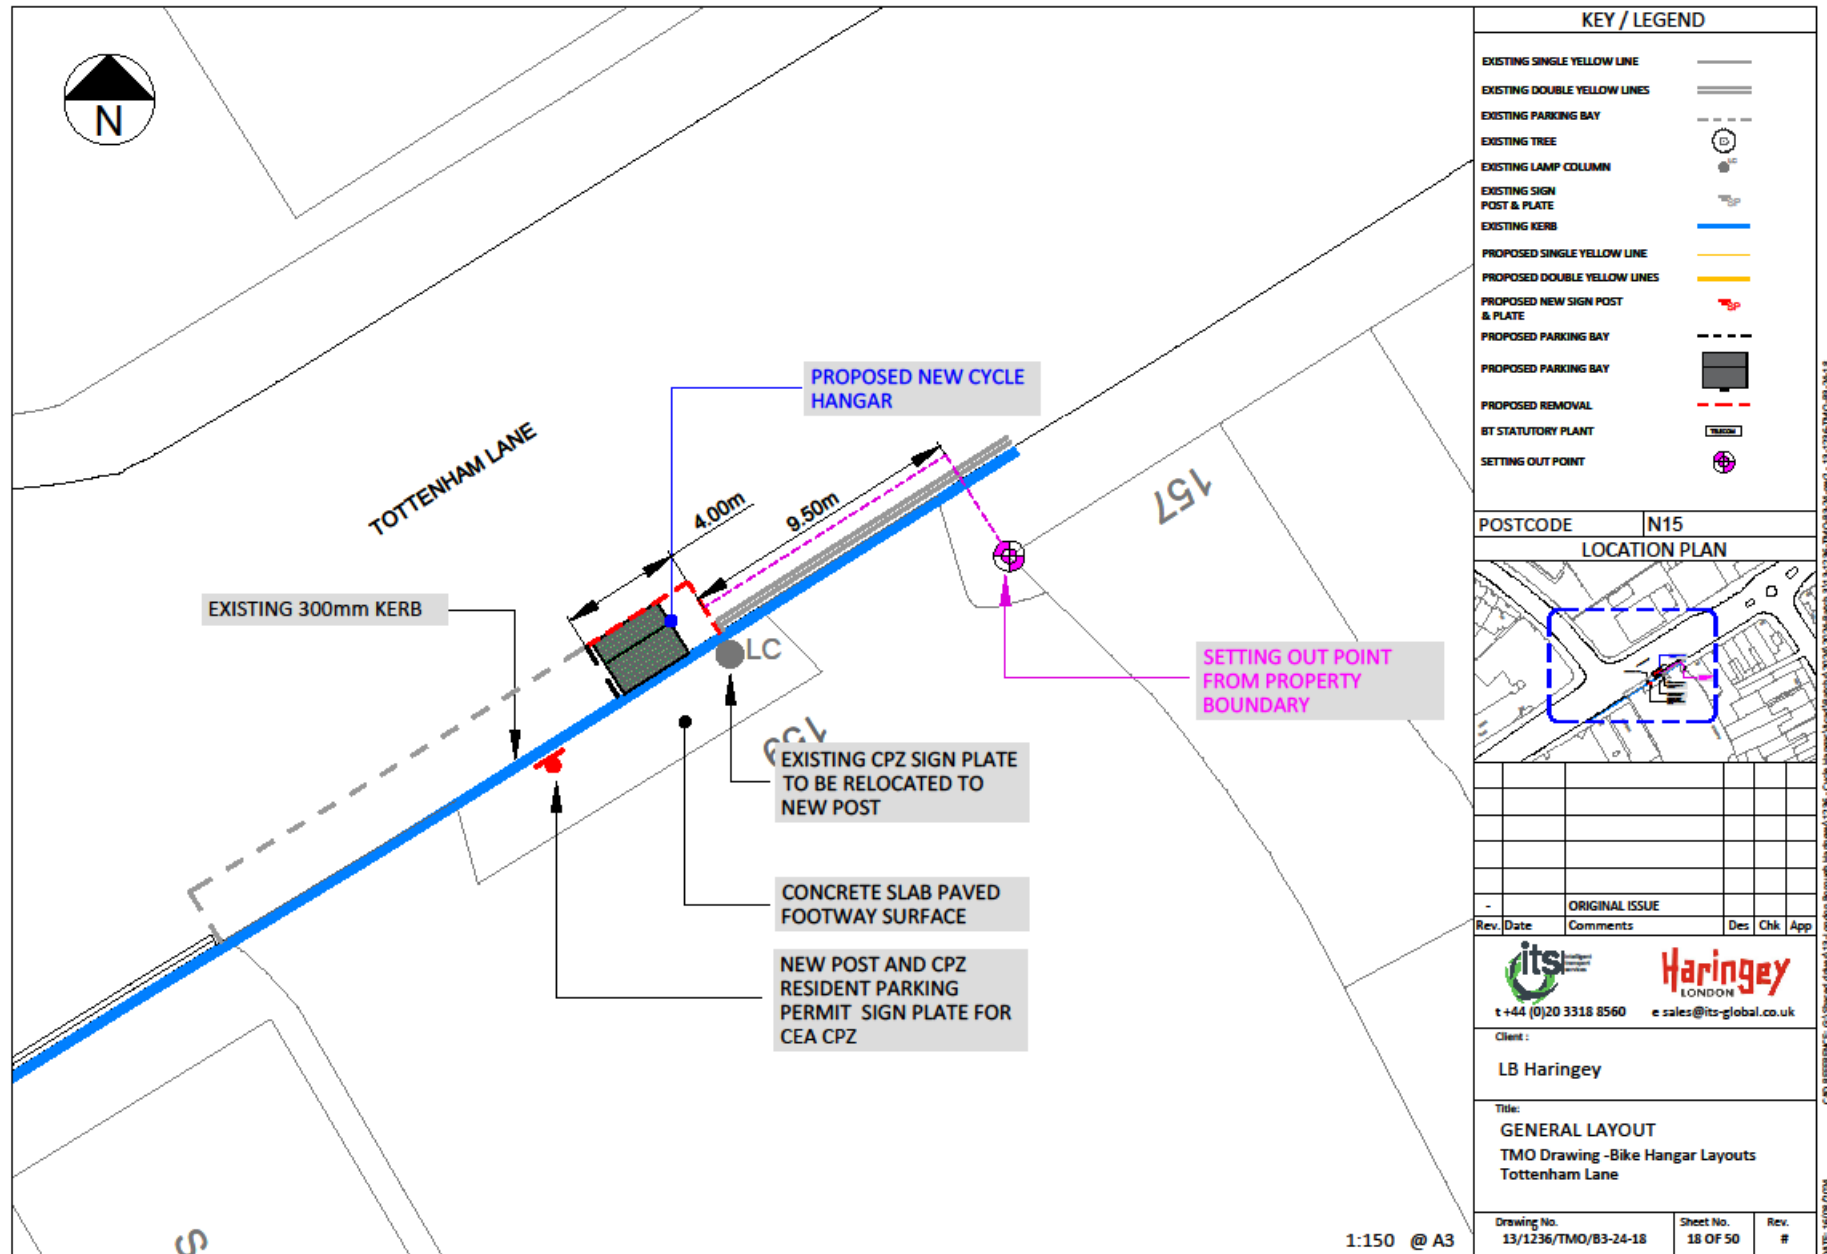 N
TOTTENHAM LANE
PROPOSED NEW CYCLE
HANGAR
4.00m
9.50m
157
EXISTING 300mm KERB
LC
159
SETTING OUT POINT
FROM PROPERTY
BOUNDARY
EXISTING CPZ SIGN PLATE
TO BE RELOCATED TO
NEW POST
CONCRETE SLAB PAVED
FOOTWAY SURFACE
NEW POST AND CPZ
RESIDENT PARKING
PERMIT SIGN PLATE FOR
CEA CPZ
S
1:150 @ A3
KEY / LEGEND
EXISTING SINGLE YELLOW LINE
EXISTING DOUBLE YELLOW LINES
EXISTING PARKING BAY
EXISTING TREE
EXISTING LAMP COLUMN
LC
EXISTING SIGN
POST & PLATE
SP
EXISTING KERB
PROPOSED SINGLE YELLOW LINE
PROPOSED DOUBLE YELLOW LINES
PROPOSED NEW SIGN POST
& PLATE
SP
PROPOSED PARKING BAY
PROPOSED PARKING BAY
PROPOSED REMOVAL
BT STATUTORY PLANT
TELECOM
SETTING OUT POINT
POSTCODE N15
LOCATION PLAN
- ORIGINAL ISSUE
Rev. Date Comments Des Chk App
its intelligent transport services
Haringey
LONDON
t +44 (0)20 3318 8560 e sales@its-global.co.uk
Client :
LB Haringey
Title:
GENERAL LAYOUT
TMO Drawing -Bike Hangar Layouts
Tottenham Lane
Drawing No. Sheet No. Rev.
13/1236/TMO/B3-24-18 18 OF 50 #